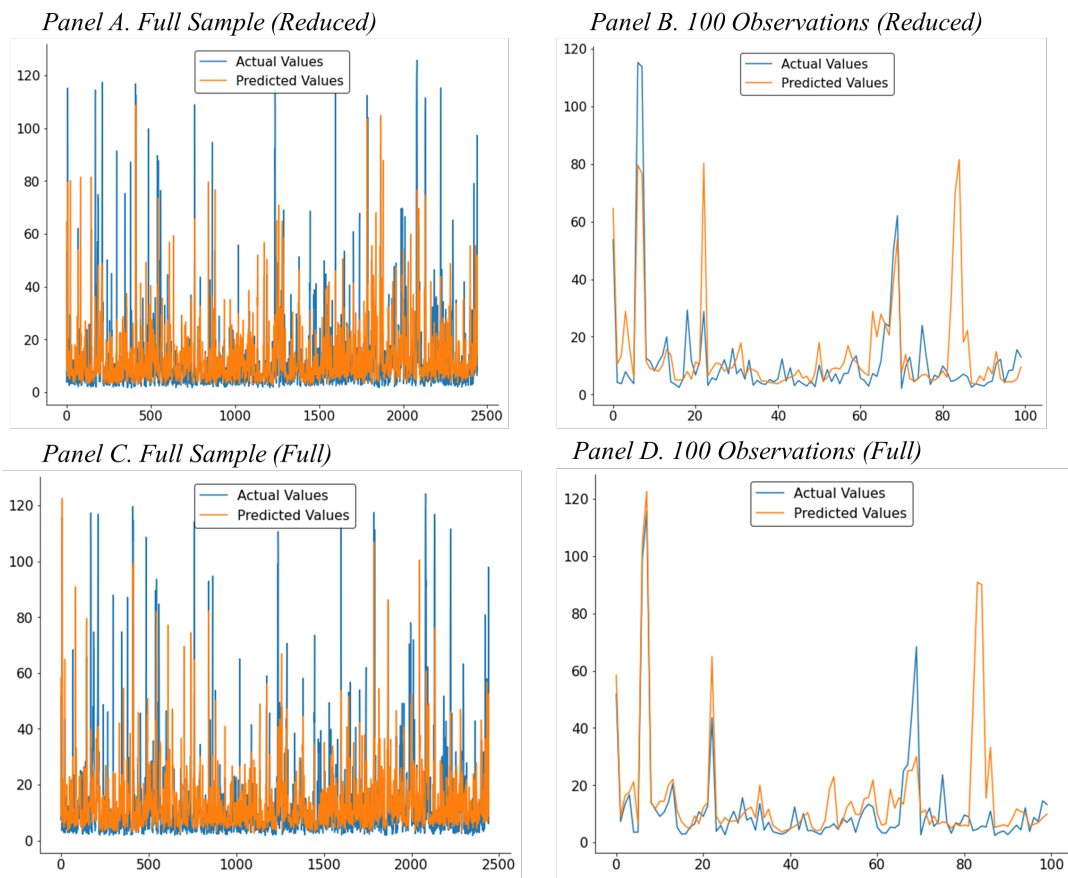 Panel A. Full Sample (Reduced)
Actual Values
Predicted Values
120
100
80
60
40
20
0
0 500 1000 1500 2000 2500
Panel B. 100 Observations (Reduced)
Actual Values
Predicted Values
120
100
80
60
40
20
0
0 20 40 60 80 100
Panel C. Full Sample (Full)
Actual Values
Predicted Values
120
100
80
60
40
20
0
0 500 1000 1500 2000 2500
Panel D. 100 Observations (Full)
Actual Values
Predicted Values
120
100
80
60
40
20
0
0 20 40 60 80 100